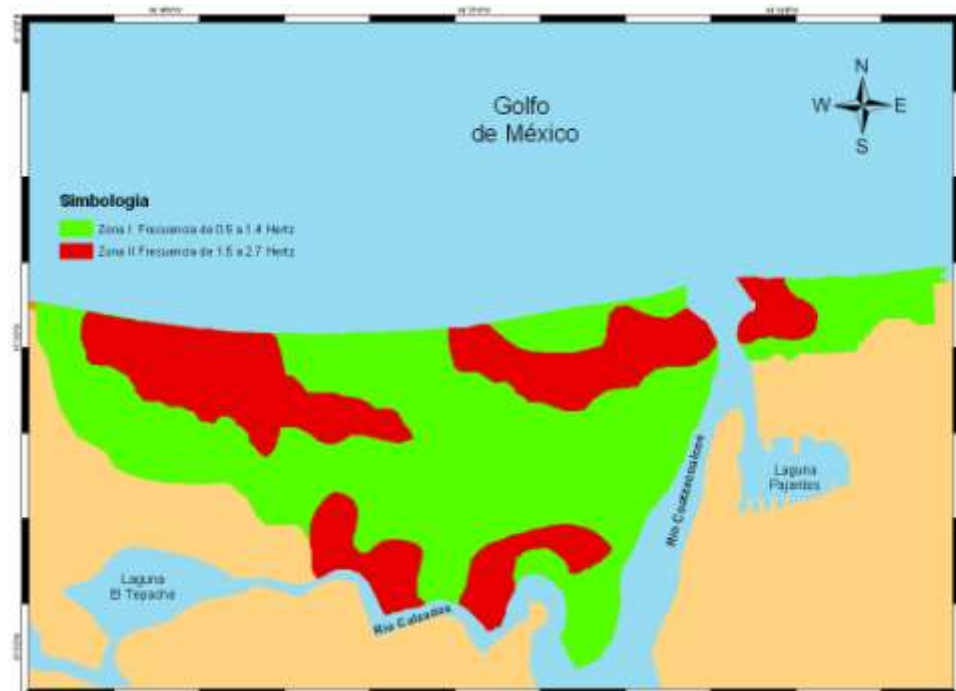 Golfo
de México
N
W
E
S
Simbologia
Zona I Frecuencia de 0.5 a 1.4 Hertz
Zona II Frecuencia de 1.5 a 2.7 Hertz
Río Coatzacoalcos
Laguna
Pajaritos
Laguna
El Tepache
Río Calzadas